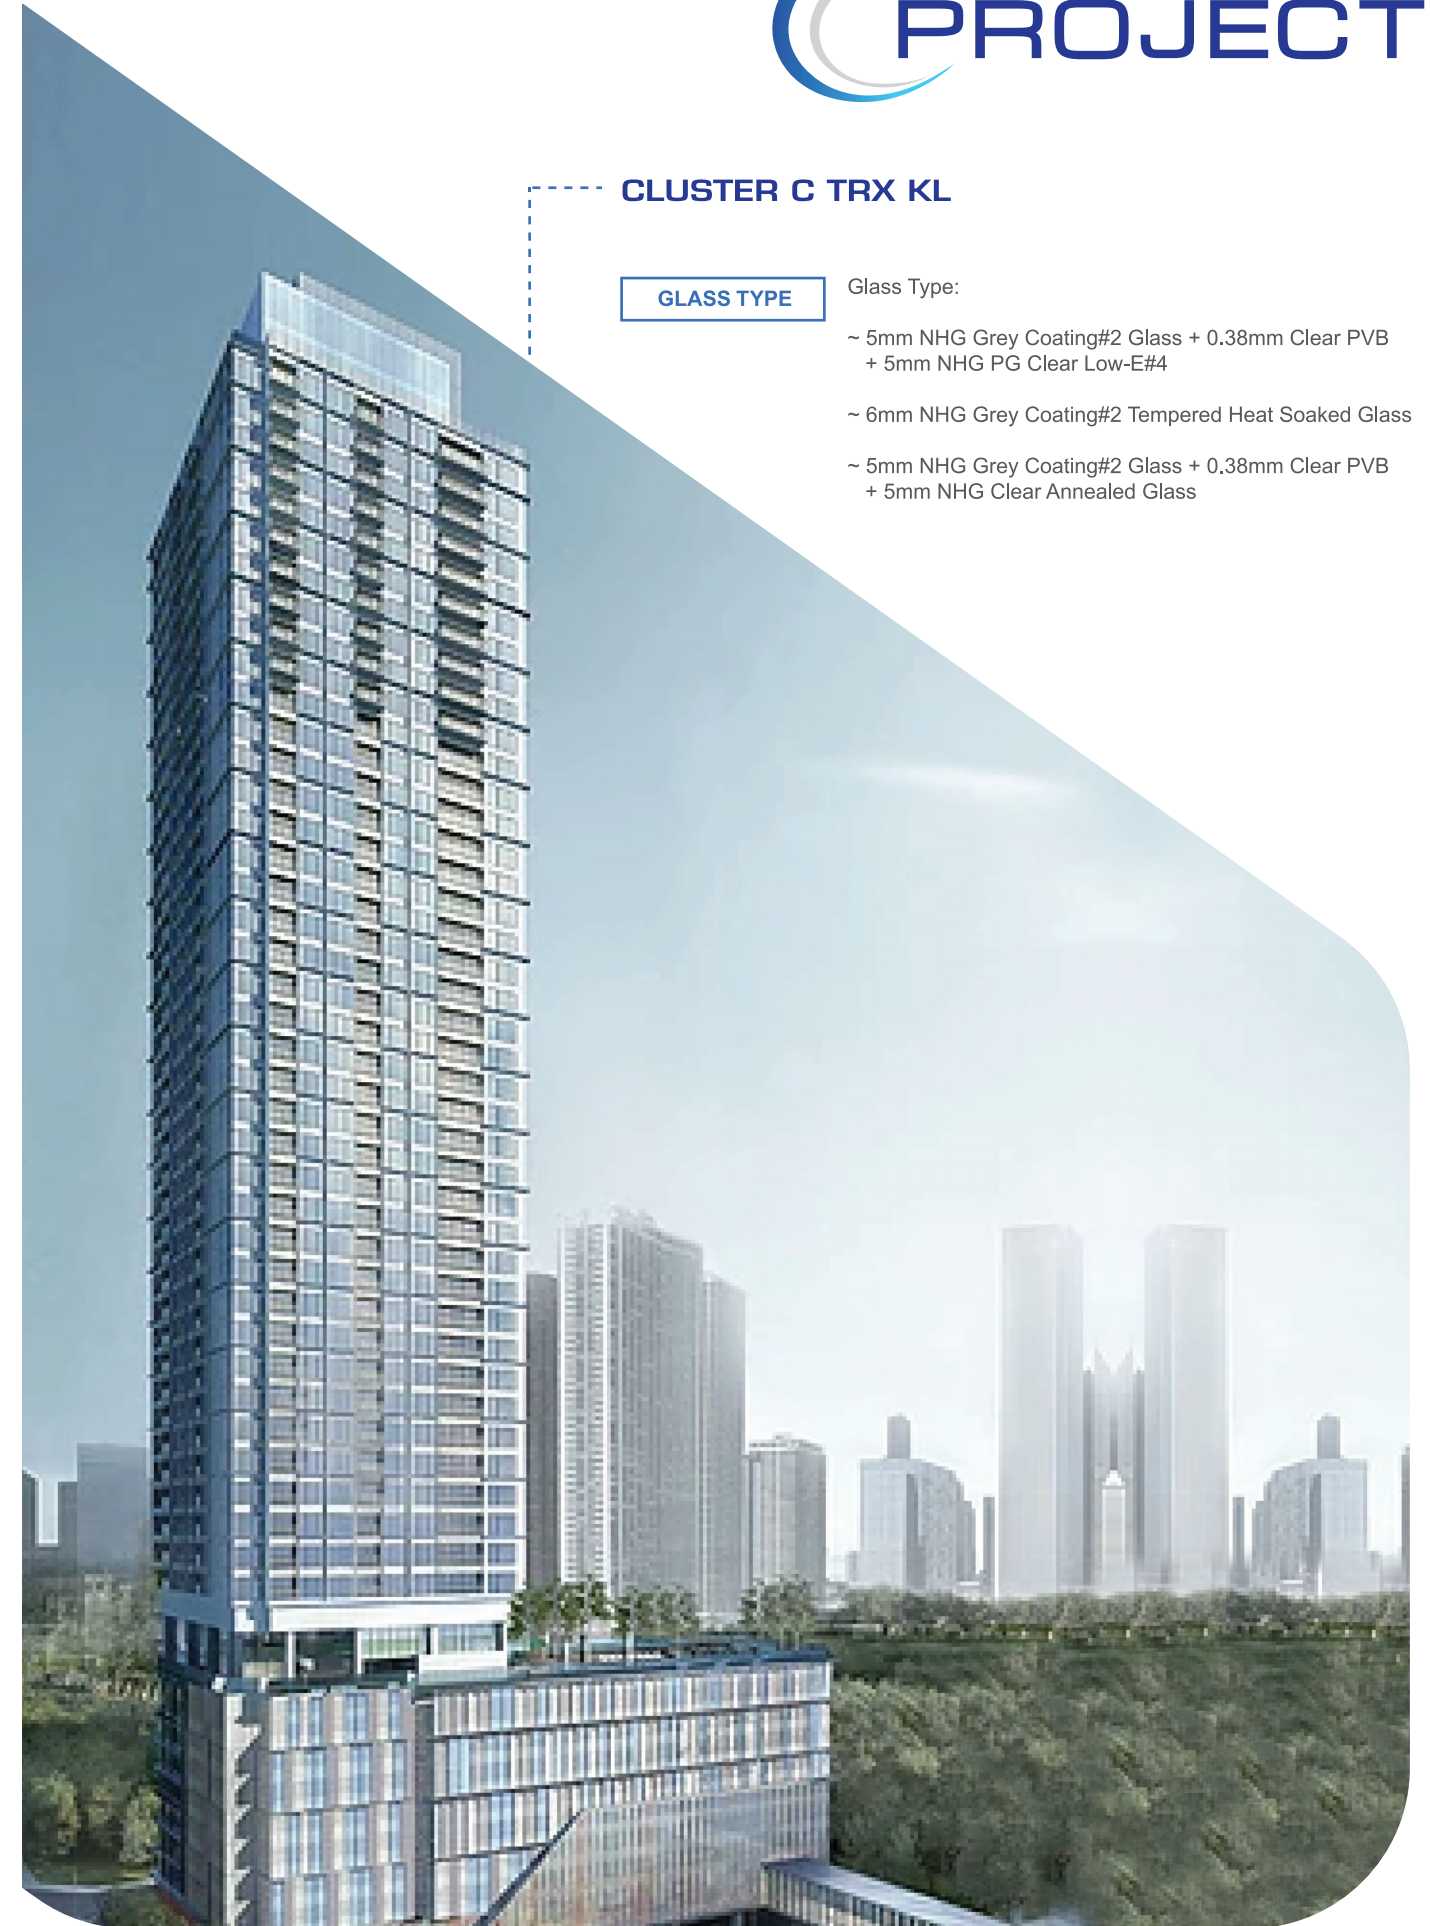 PROJECT
CLUSTER C TRX KL
GLASS TYPE
Glass Type:
~ 5mm NHG Grey Coating#2 Glass + 0.38mm Clear PVB
+ 5mm NHG PG Clear Low-E#4
~ 6mm NHG Grey Coating#2 Tempered Heat Soaked Glass
~ 5mm NHG Grey Coating#2 Glass + 0.38mm Clear PVB
+ 5mm NHG Clear Annealed Glass